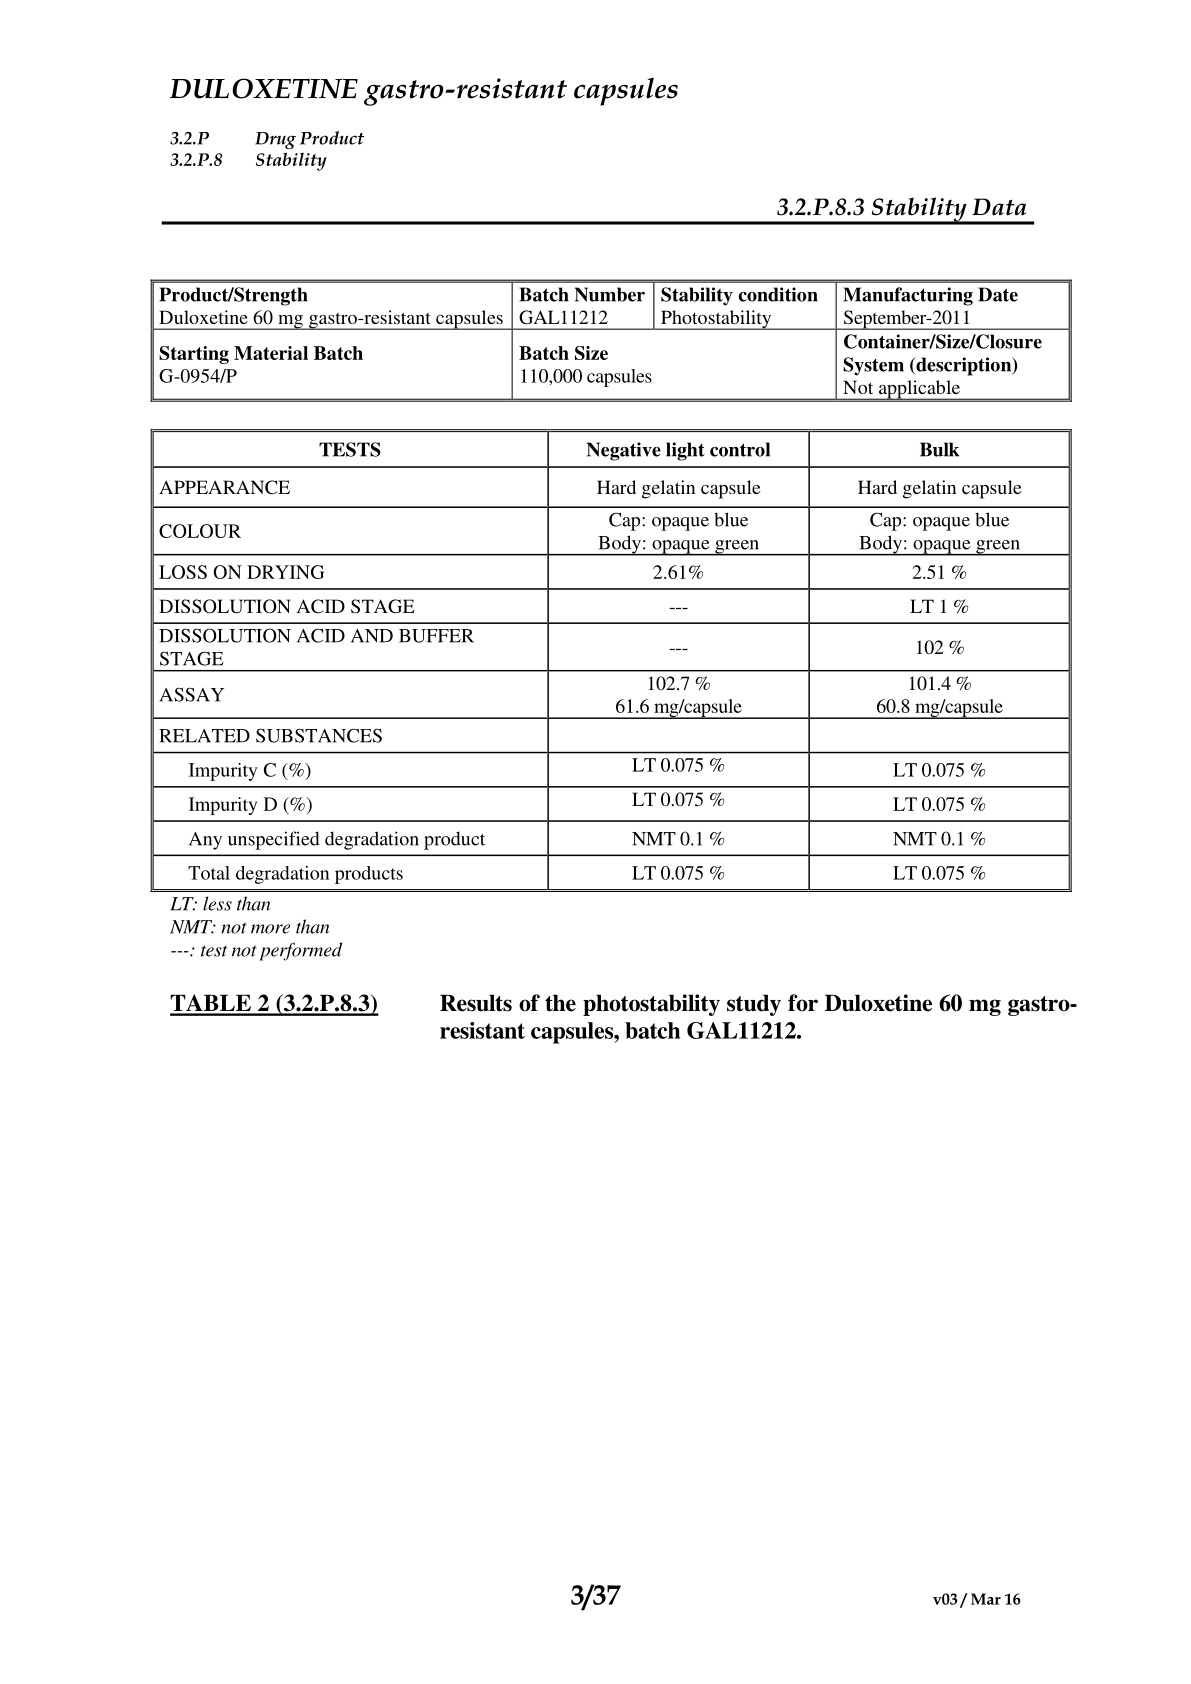 DULOXETINE gastro-resistant capsules
3.2.P Drug Product
3.2.P.8 Stability
3.2.P.8.3 Stability Data
Product/Strength Batch Number Stability condition Manufacturing Date
Duloxetine 60 mg gastro-resistant capsules GAL11212 Photostability September-2011
Starting Material Batch Batch Size Container/Size/Closure
G-0954/P 110,000 capsules System (description)
Not applicable
TESTS Negative light control Bulk
APPEARANCE Hard gelatin capsule Hard gelatin capsule
COLOUR Cap: opaque blue Cap: opaque blue
Body: opaque green Body: opaque green
LOSS ON DRYING 2.61% 2.51 %
DISSOLUTION ACID STAGE --- LT 1 %
DISSOLUTION ACID AND BUFFER
STAGE --- 102 %
ASSAY 102.7 % 101.4 %
61.6 mg/capsule 60.8 mg/capsule
RELATED SUBSTANCES
Impurity C (%) LT 0.075 % LT 0.075 %
Impurity D (%) LT 0.075 % LT 0.075 %
Any unspecified degradation product NMT 0.1 % NMT 0.1 %
Total degradation products LT 0.075 % LT 0.075 %
LT: less than
NMT: not more than
---: test not performed
TABLE 2 (3.2.P.8.3) Results of the photostability study for Duloxetine 60 mg gastro-
resistant capsules, batch GAL11212.
3/37 v03 / Mar 16